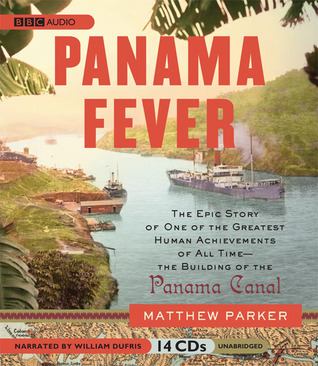 BBC AUDIO
PANAMA
FEVER
THE EPIC STORY
OF ONE OF THE GREATEST
HUMAN ACHIEVEMENTS
OF ALL TIME—
THE BUILDING OF THE
Panama Canal
MATTHEW PARKER
NARRATED BY WILLIAM DUFRIS 14 CDs UNABRIDGED
Colon